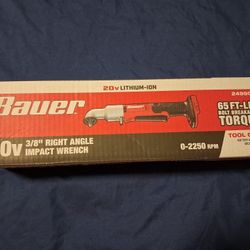 20V LITHIUM-ION
Bauer
0V
3/8" RIGHT ANGLE
IMPACT WRENCH
0-2250 RPM
65 FT-L
BOLT BREAKA
TORQ
TOOL